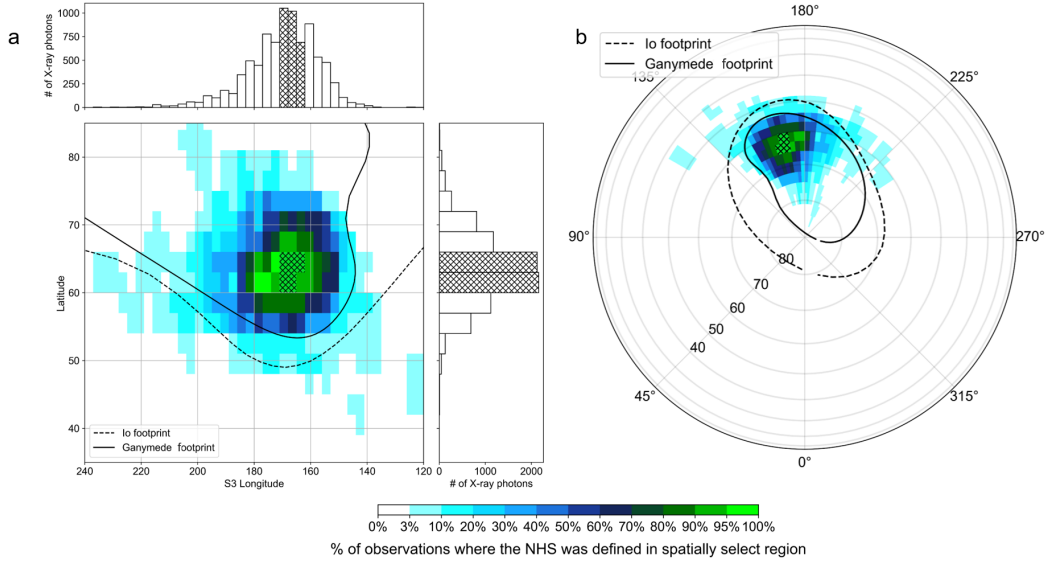 a
# of X-ray photons
1000
750
500
250
0
Latitude
80
70
60
50
40
Io footprint
Ganymede footprint
240 220 200 180 160 140 120
S3 Longitude
0 1000 2000
# of X-ray photons
b
Io footprint
Ganymede footprint
180°
135° 225°
90° 270°
80
70
60
50
40
45° 315°
0°
0% 3% 10% 20% 30% 40% 50% 60% 70% 80% 90% 95% 100%
% of observations where the NHS was defined in spatially select region